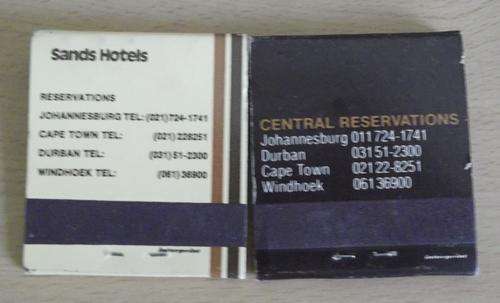 Sands Hotels
RESERVATIONS
JOHANNESBURG TEL: (021) 724-1741
CAPE TOWN TEL: (021) 228251
DURBAN TEL: (031) 51-2300
WINDHOEK TEL: (061) 36900
CENTRAL RESERVATIONS
Johannesburg 011 724-1741
Durban 031 51-2300
Cape Town 021 22-8251
Windhoek 061 36900